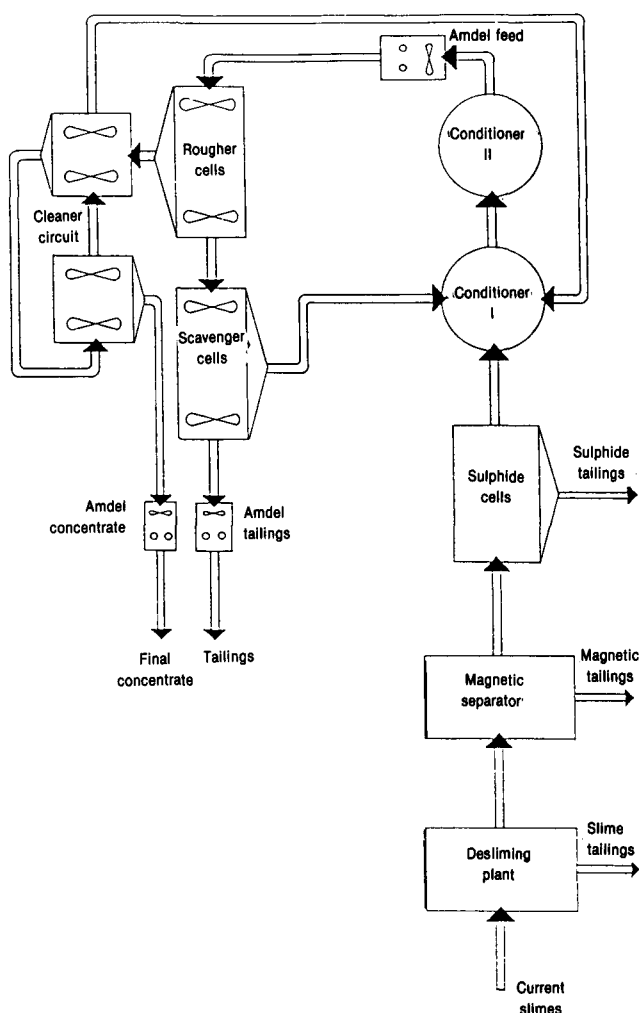 Amdel feed
Conditioner
II
Rougher
cells
Cleaner
circuit
Conditioner
I
Scavenger
cells
Sulphide
cells
Sulphide
tailings
Amdel
concentrate
Amdel
tailings
Final
concentrate
Tailings
Magnetic
separator
Magnetic
tailings
Desliming
plant
Slime
tailings
Current
slimes